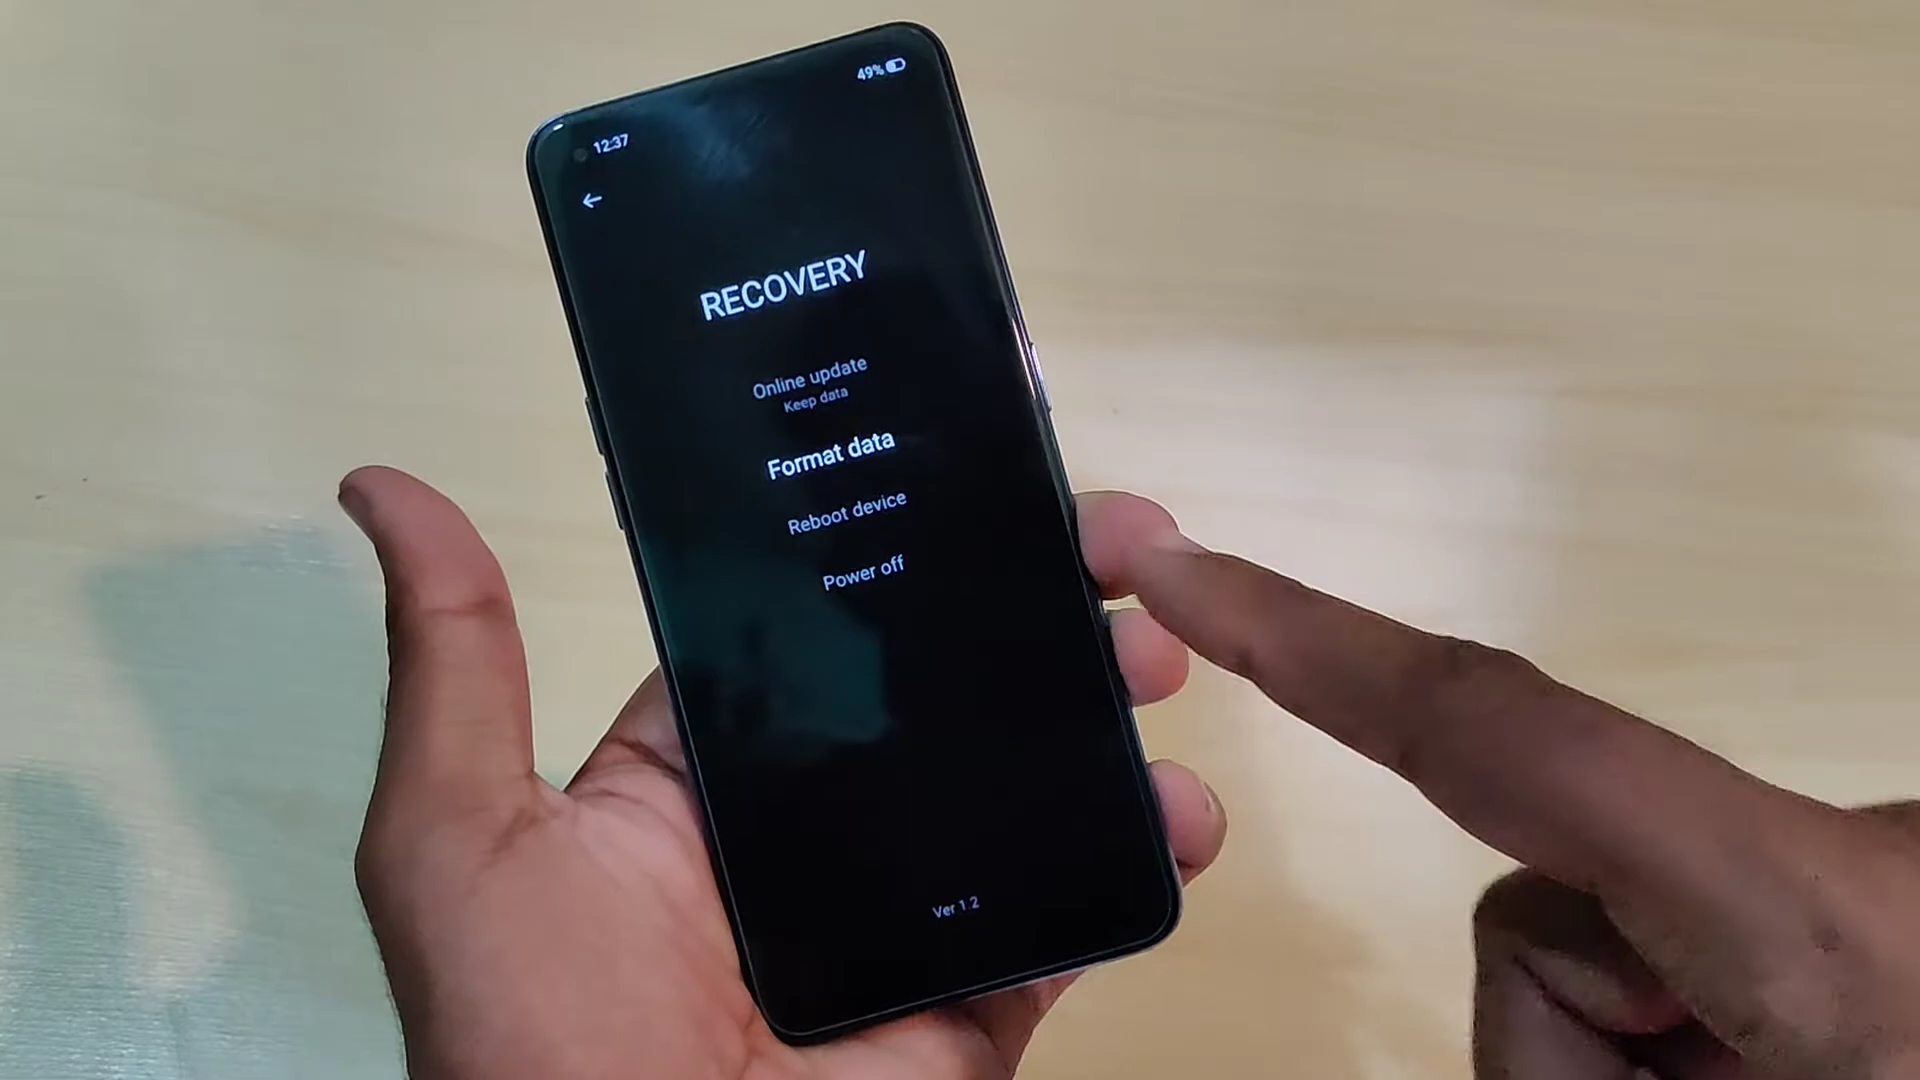 12:37
49%
RECOVERY
Online update
Keep data
Format data
Reboot device
Power off
Ver 1.2